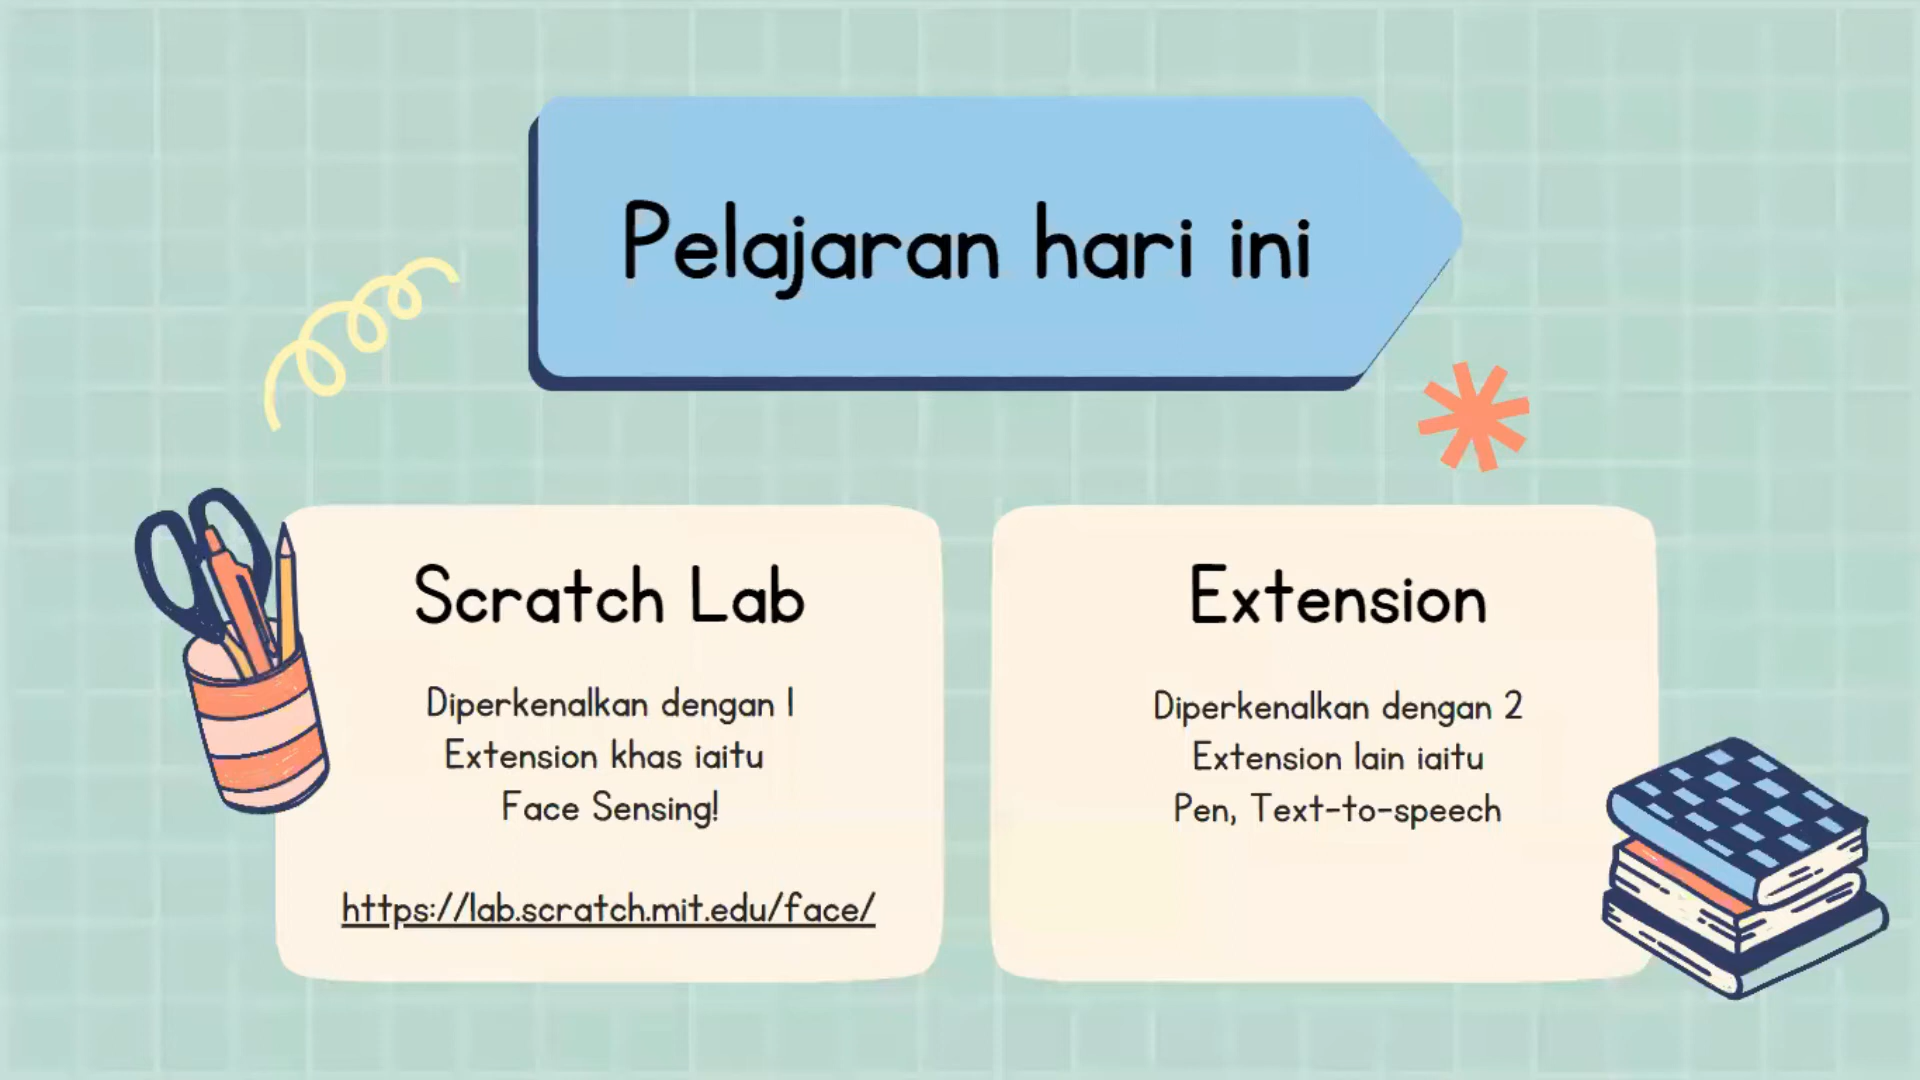 Pelajaran hari ini
Scratch Lab
Diperkenalkan dengan 1
Extension khas iaitu
Face Sensing!
https://lab.scratch.mit.edu/face/
Extension
Diperkenalkan dengan 2
Extension lain iaitu
Pen, Text-to-speech